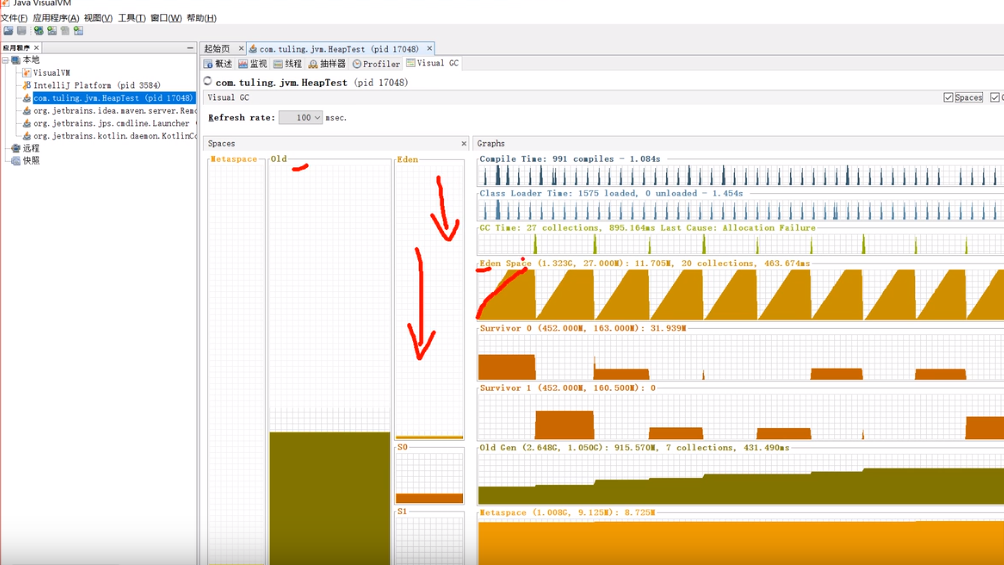 Java VisualVM
文件(F) 应用程序(A) 视图(V) 工具(T) 窗口(W) 帮助(H)
应用程序 ×
起始页 × com.tuling.jvm.HeapTest (pid 17048) ×
本地
VisualVM
IntelliJ Platform (pid 3584)
com.tuling.jvm.HeapTest (pid 17048)
org.jetbrains.idea.maven.server.Remo
org.jetbrains.jps.cmdline.Launcher (
org.jetbrains.kotlin.daemon.KotlinCo
远程
快照
概述 监视 线程 抽样器 Profiler Visual GC
com.tuling.jvm.HeapTest (pid 17048)
Visual GC
Spaces
Refresh rate: 100 msec.
Spaces ×
Graphs
Metaspace
Old
Eden
S0
S1
Compile Time: 991 compiles - 1.084s
Class Loader Time: 1575 loaded, 0 unloaded - 1.454s
GC Time: 27 collections, 895.164ms Last Cause: Allocation Failure
Eden Space (1.323G, 27.000M): 11.705M, 20 collections, 463.674ms
Survivor 0 (452.000M, 163.000M): 31.939M
Survivor 1 (452.000M, 160.500M): 0
Old Gen (2.648G, 1.050G): 915.570M, 7 collections, 431.490ms
Metaspace (1.008G, 9.125M): 8.725M